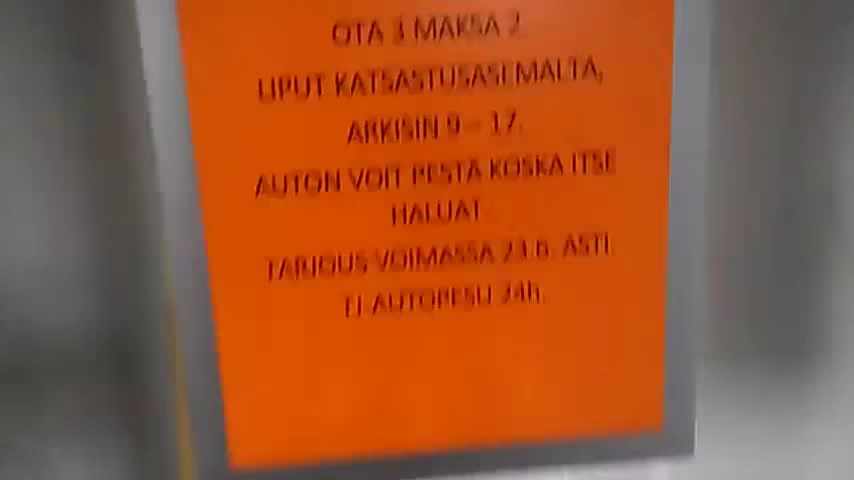 OTA 3 MAKSA 2
LIPUT KATSASTUSASEMALTA,
ARKISIN 9 – 17.
AUTON VOIT PESTÄ KOSKA ITSE
HALUAT
TARJOUS VOIMASSA 23.6. ASTI.
AUTOPESU 24h.